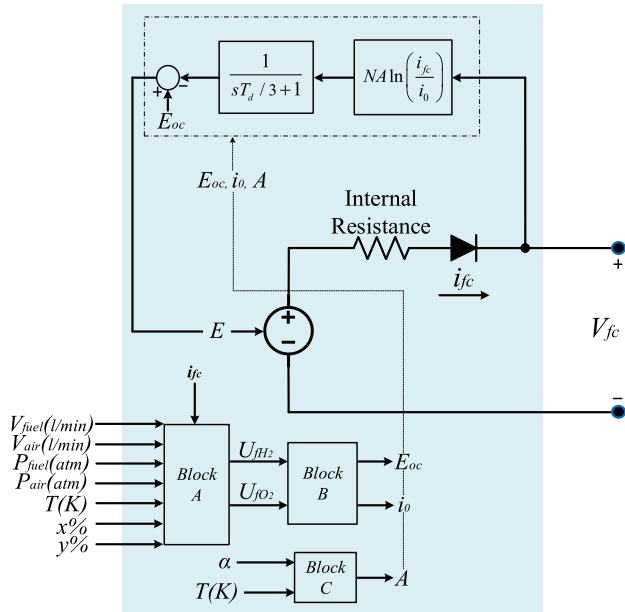 1
sT_d / 3+1
NA ln(i_fc / i_0)
+ −
E_oc
E_oc, i_0, A
Internal
Resistance
i_fc
+
E
+
−
V_fc
−
i_fc
V_fuel(l/min)
V_air(l/min)
P_fuel(atm)
P_air(atm)
T(K)
x%
y%
Block
A
U_fH2
U_fO2
Block
B
E_oc
i_0
α
T(K)
Block
C
A